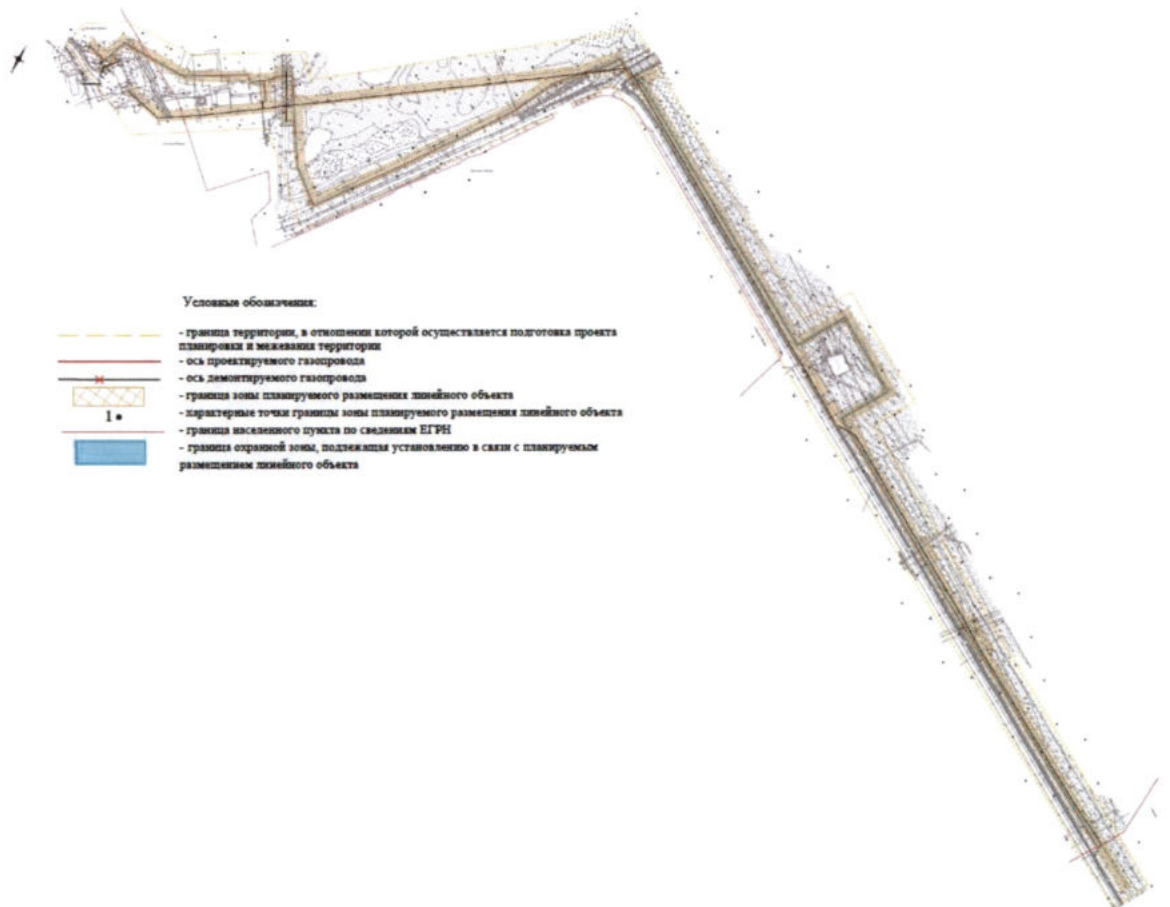 Условные обозначения:
- граница территории, в отношении которой осуществляется подготовка проекта
планировки и межевания территории
- ось проектируемого газопровода
- ось демонтируемого газопровода
- граница зоны планируемого размещения линейного объекта
1 • - характерные точки границы зоны планируемого размещения линейного объекта
- граница населенного пункта по сведениям ЕГРН
- граница охранной зоны, подлежащая установлению в связи с планируемым
размещением линейного объекта